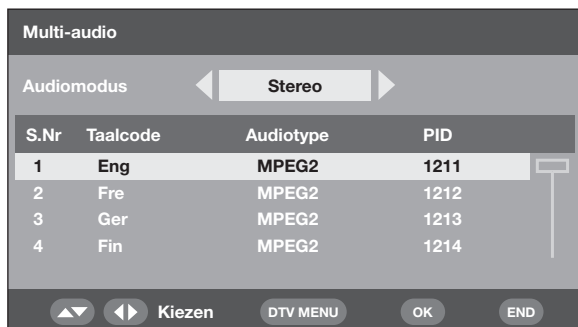 Multi-audio
Audiomodus Stereo
S.Nr Taalcode Audiotype PID
1 Eng MPEG2 1211
2 Fre MPEG2 1212
3 Ger MPEG2 1213
4 Fin MPEG2 1214
Kiezen DTV MENU OK END